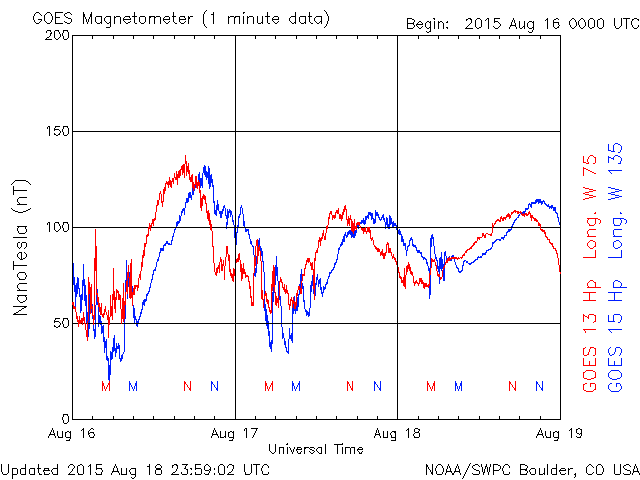 GOES Magnetometer (1 minute data)
Begin: 2015 Aug 16 0000 UTC
200
150
100
50
0
NanoTesla (nT)
GOES 13 Hp Long. W 75
GOES 15 Hp Long. W 135
M M N N M M N N M M N N
Aug 16 Aug 17 Aug 18 Aug 19
Universal Time
Updated 2015 Aug 18 23:59:02 UTC
NOAA/SWPC Boulder, CO USA